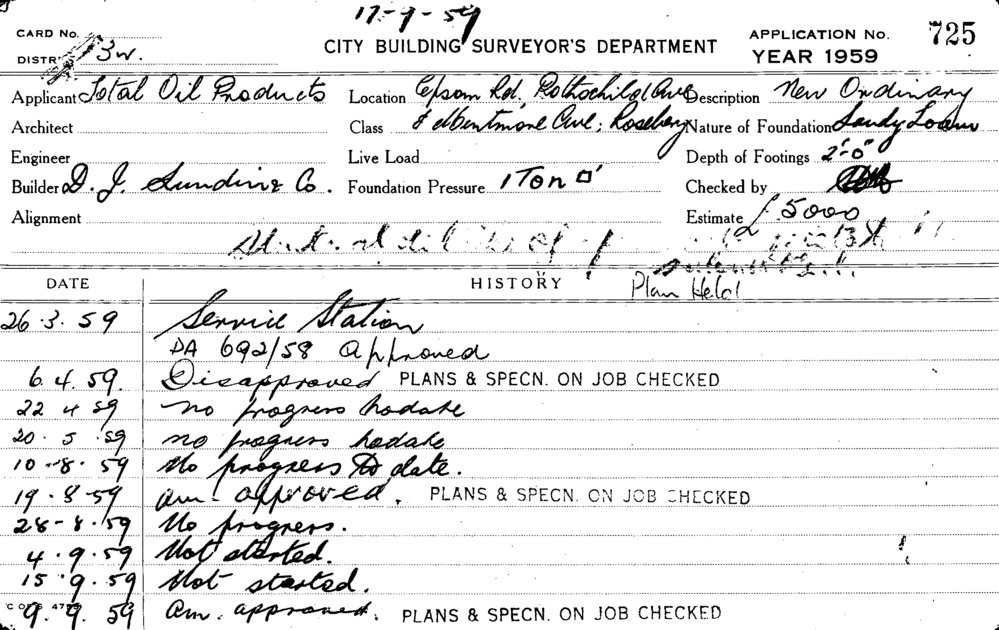 17-9-59
CARD No.
CITY BUILDING SURVEYOR'S DEPARTMENT
APPLICATION No. 725
DISTR 3w.
YEAR 1959
Applicant Total Oil Products
Location Epsom Rd, Rothschild Ave
Description New Ordinary
Architect
Class & Mentmore Ave; Rosebery
Nature of Foundation Sandy Loam
Engineer
Live Load
Depth of Footings 2'-0"
Builder D. J. & Co.
Foundation Pressure 1 Ton □'
Checked by
Alignment
Estimate £5000
DATE
HISTORY
Plan Held
26.3.59 Service Station
DA 692/58 Approved
6.4.59. Disapproved PLANS & SPECN. ON JOB CHECKED
22 4 59 no progress todate
20.5.59 no progress todate
10-8.59 No progress to date.
19.8.59 am. approved. PLANS & SPECN. ON JOB CHECKED
28-8.59 No progress.
4.9.59 Not started.
15.9.59 Not started.
9.9.59 am. approved. PLANS & SPECN. ON JOB CHECKED